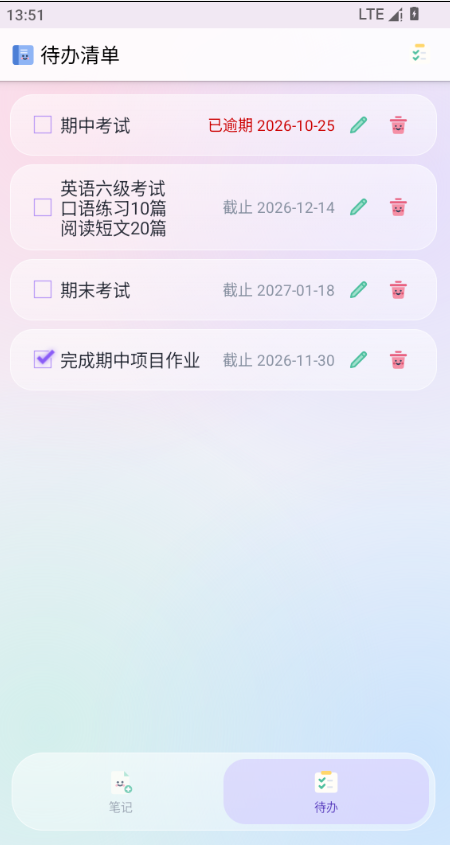 13:51 LTE
待办清单
期中考试 已逾期 2026-10-25
英语六级考试
口语练习10篇 截止 2026-12-14
阅读短文20篇
期末考试 截止 2027-01-18
完成期中项目作业 截止 2026-11-30
笔记 待办